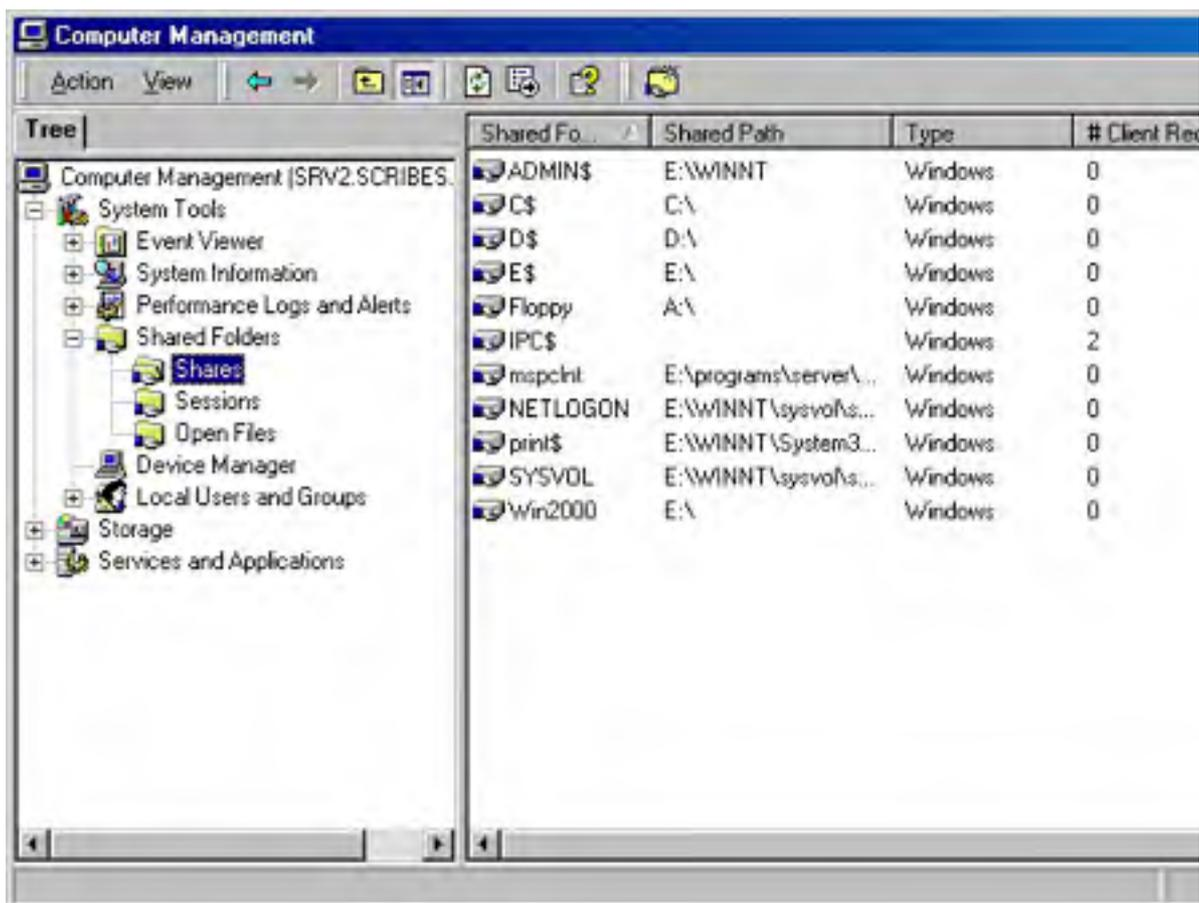 Computer Management
Action View
Tree
Computer Management (SRV2.SCRIBES.
System Tools
Event Viewer
System Information
Performance Logs and Alerts
Shared Folders
Shares
Sessions
Open Files
Device Manager
Local Users and Groups
Storage
Services and Applications
Shared Fo... Shared Path Type # Client Red
ADMIN$ E:\WINNT Windows 0
C$ C:\ Windows 0
D$ D:\ Windows 0
E$ E:\ Windows 0
Floppy A:\ Windows 0
IPC$ Windows 2
mspclnt E:\programs\server\... Windows 0
NETLOGON E:\WINNT\sysvol\s... Windows 0
print$ E:\WINNT\System3... Windows 0
SYSVOL E:\WINNT\sysvol\s... Windows 0
Win2000 E:\ Windows 0